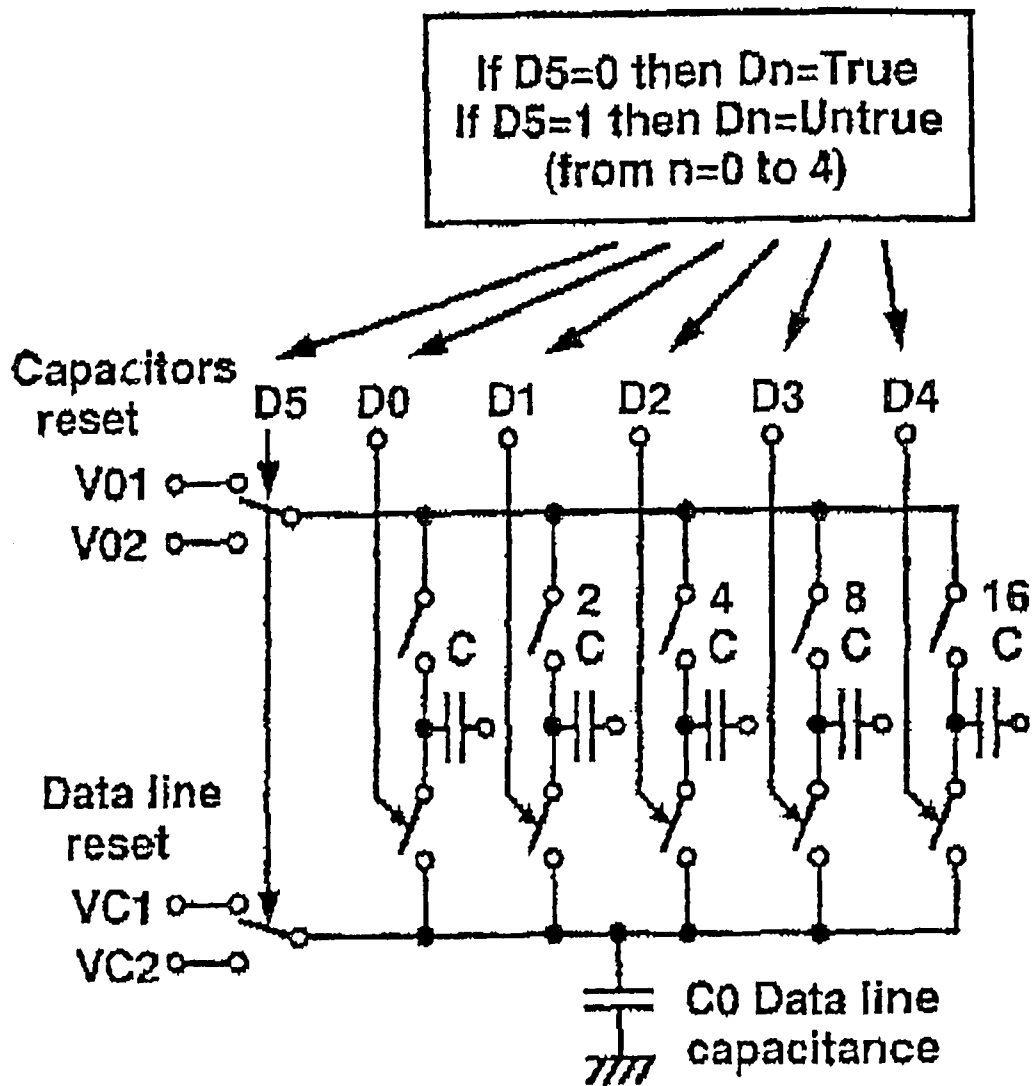 If D5=0 then Dn=True
If D5=1 then Dn=Untrue
(from n=0 to 4)
Capacitors
reset
D5 D0 D1 D2 D3 D4
V01
V02
2 4 8 16
C C C C C
Data line
reset
VC1
VC2
C0 Data line
capacitance